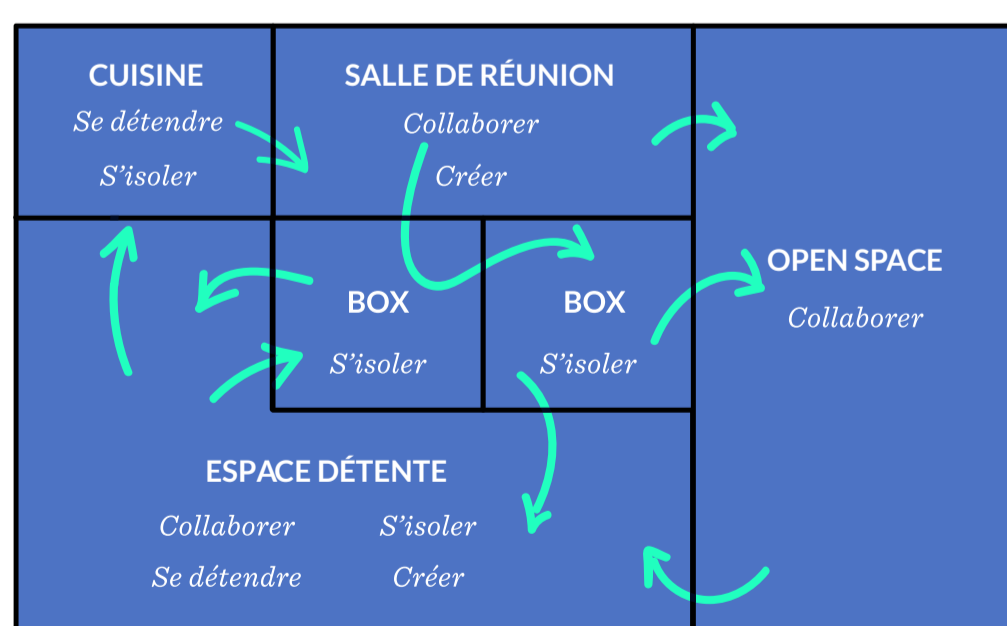 CUISINE
Se détendre
S'isoler
SALLE DE RÉUNION
Collaborer
Créer
OPEN SPACE
Collaborer
BOX
S'isoler
BOX
S'isoler
ESPACE DÉTENTE
Collaborer S'isoler
Se détendre Créer